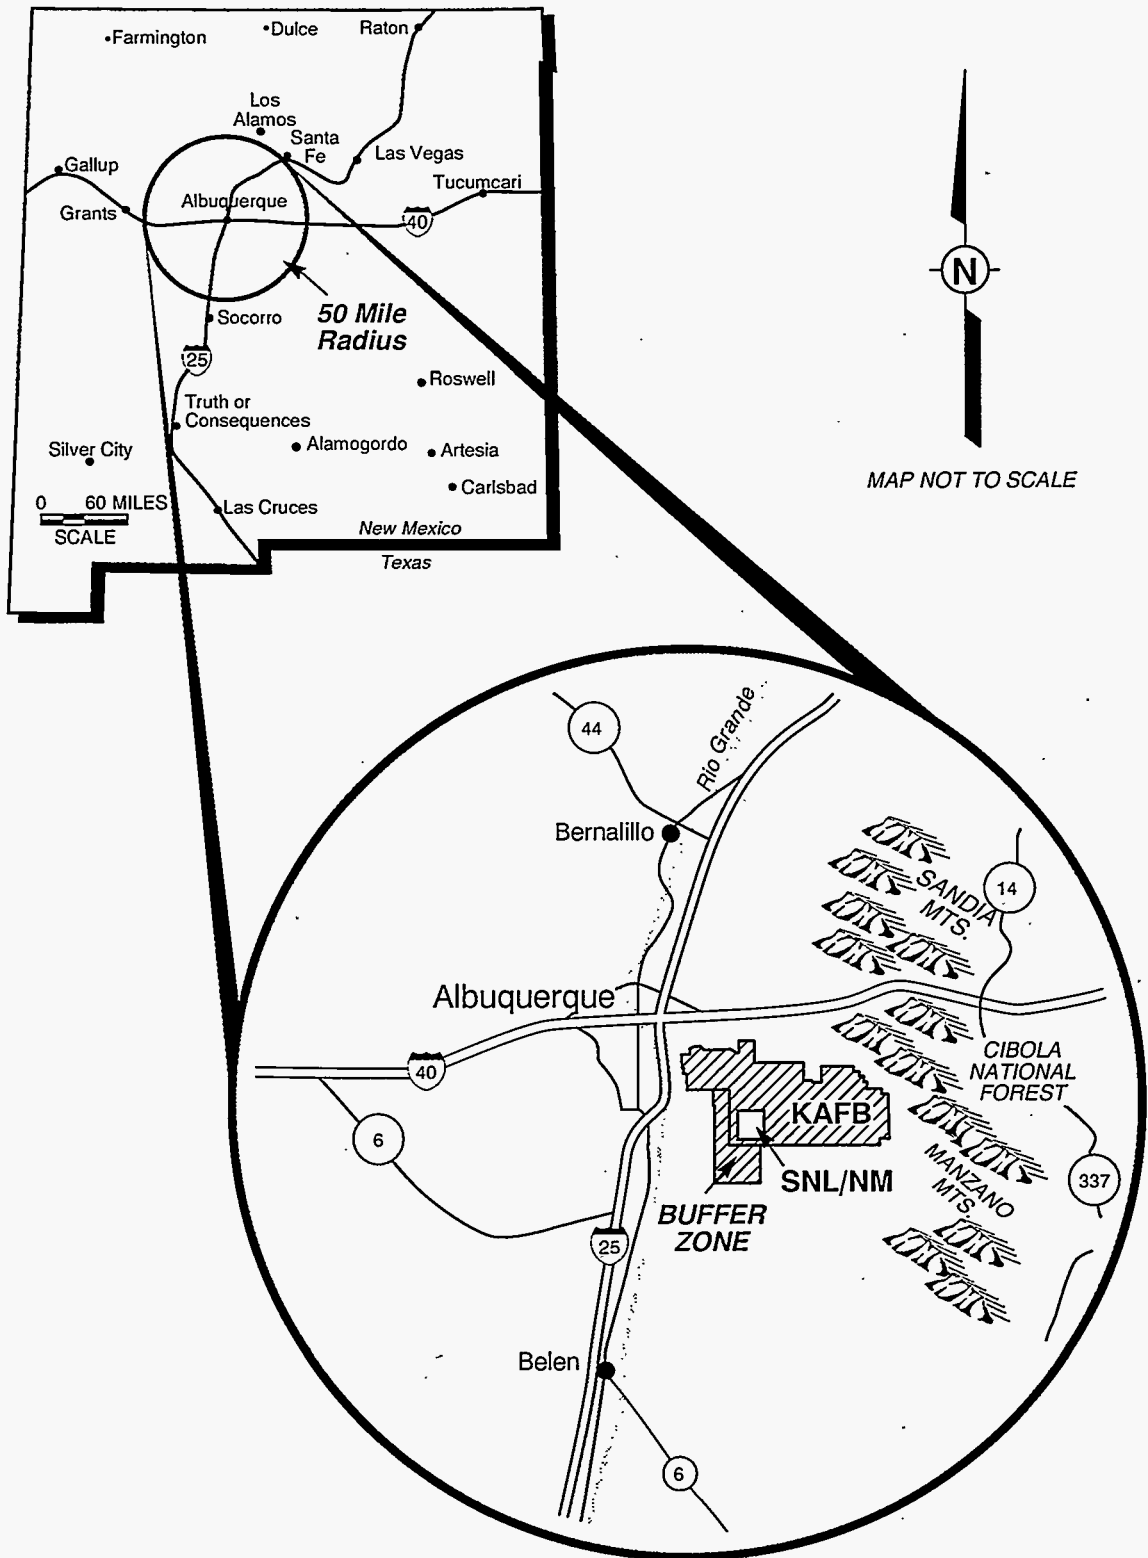 Farmington
Dulce
Raton
Los
Alamos
Santa
Fe
Las Vegas
Gallup
Tucumcari
Grants
Albuquerque
40
50 Mile
Radius
Socorro
25
Roswell
Truth or
Consequences
Alamogordo
Artesia
Silver City
Carlsbad
0 60 MILES
SCALE
Las Cruces
New Mexico
Texas
N
MAP NOT TO SCALE
44
Rio Grande
Bernalillo
SANDIA
MTS.
14
Albuquerque
40
CIBOLA
NATIONAL
FOREST
KAFB
6
SNL/NM
MANZANO
MTS.
337
BUFFER
ZONE
25
Belen
6